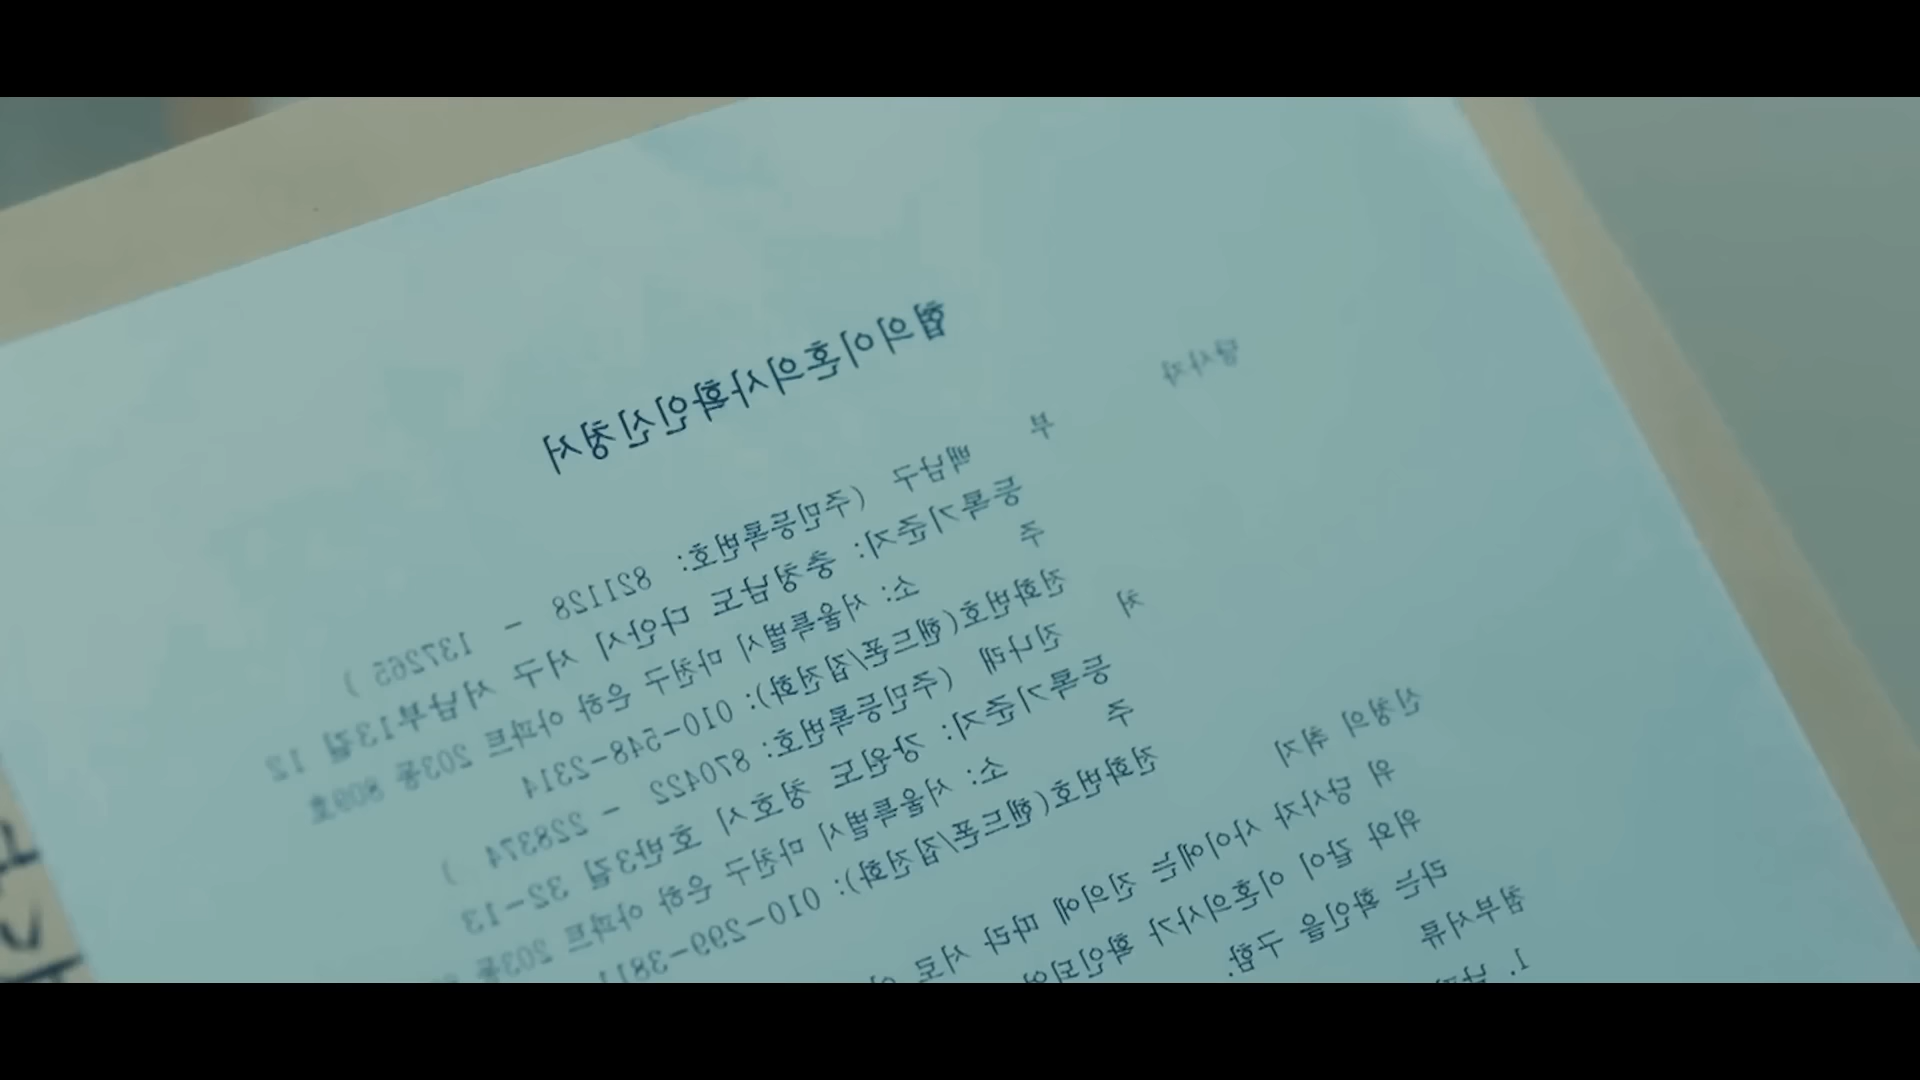 협의이혼의사확인신청서
당사자
부
백남구 (주민등록번호: 821128 - 137265 )
등록기준지: 충청남도 다안시 서구 서남부13길 12
주 소: 서울특별시 마천구 은하 아파트 203동 809호
전화번호(핸드폰/집전화): 010-548-2314
처
진나래 (주민등록번호: 870422 - 228374 )
등록기준지: 강원도 청호시 호반3길 32-13
주 소: 서울특별시 마천구 은하 아파트 203동
전화번호(핸드폰/집전화): 010-299-3811
신청의 취지
위 당사자 사이에는 진의에 따라 서로
위와 같이 이혼의사가 확인되었
라는 확인을 구함.
첨부서류
1.